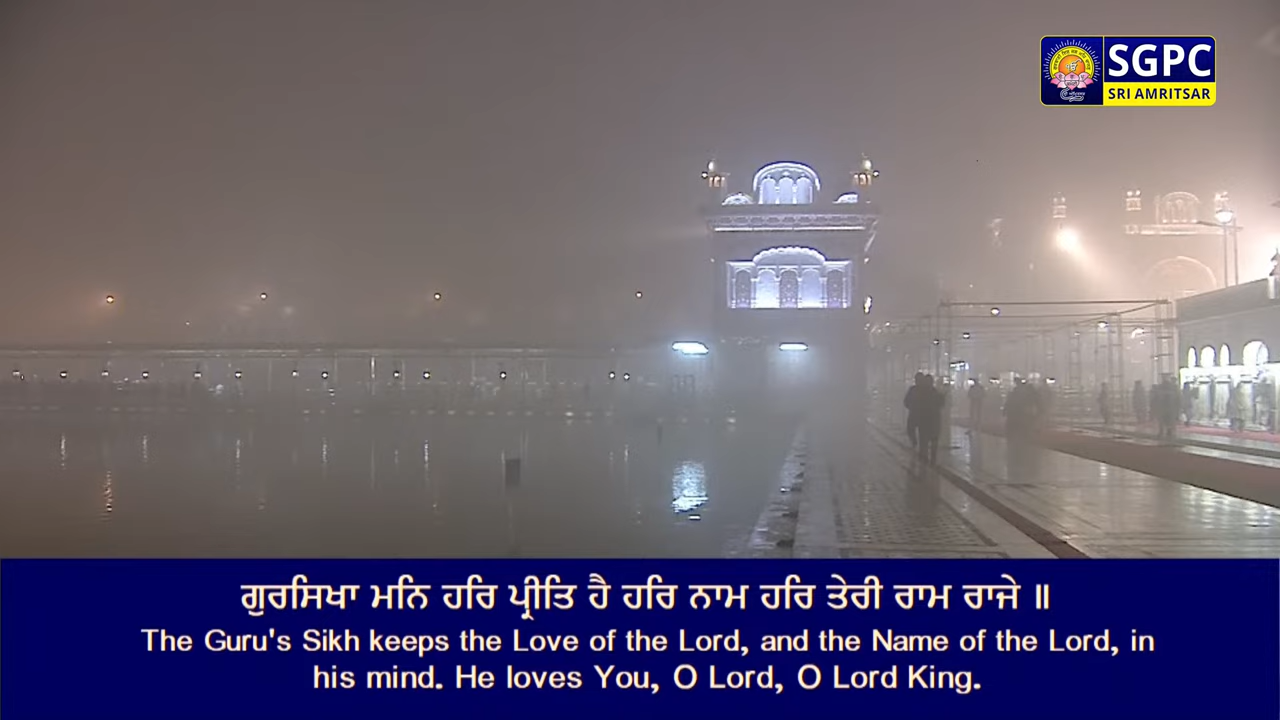 SGPC
SRI AMRITSAR
ਗੁਰਸਿਖਾ ਮਨਿ ਹਰਿ ਪ੍ਰੀਤਿ ਹੈ ਹਰਿ ਨਾਮ ਹਰਿ ਤੇਰੀ ਰਾਮ ਰਾਜੇ ॥
The Guru's Sikh keeps the Love of the Lord, and the Name of the Lord, in
his mind. He loves You, O Lord, O Lord King.